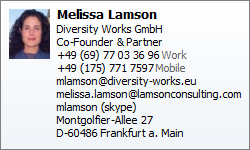 Melissa Lamson
Diversity Works GmbH
Co-Founder & Partner
+49 (69) 77 03 36 96 Work
+49 (175) 771 7597 Mobile
mlamson@diversity-works.eu
melissa.lamson@lamsonconsulting.com
mlamson (skype)
Montgolfier-Allee 27
D-60486 Frankfurt a. Main